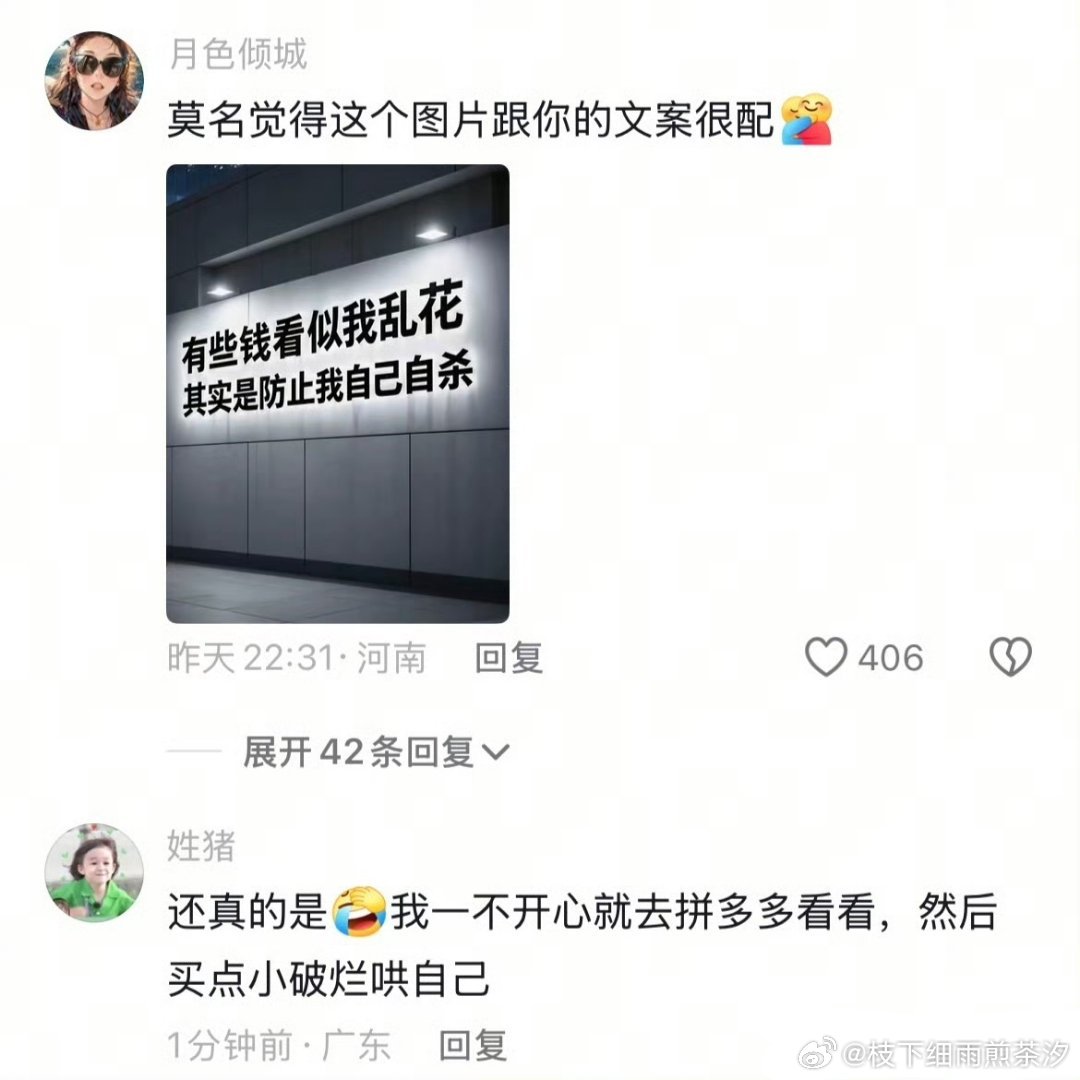 月色倾城
莫名觉得这个图片跟你的文案很配
有些钱看似我乱花
其实是防止我自己自杀
昨天 22:31 · 河南 回复 406
展开 42 条回复
姓猪
还真的是我一不开心就去拼多多看看，然后
买点小破烂哄自己
1分钟前 · 广东 回复
@枝下细雨煎茶汐